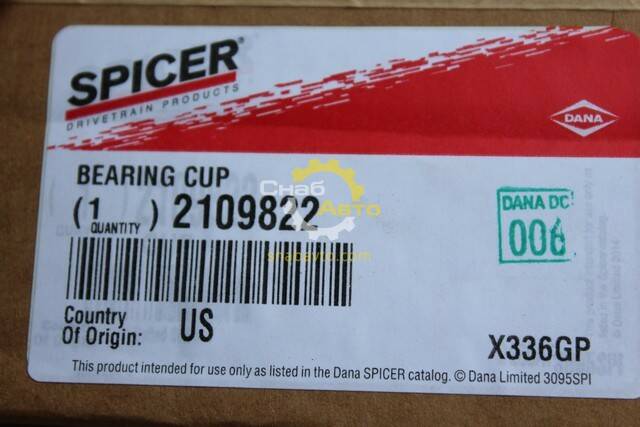 SPICER®
DRIVETRAIN PRODUCTS
DANA
BEARING CUP
(1 QUANTITY) 2109822
Снаб Авто
snabavto.com
DANA DC
006
Country Of Origin: US
X336GP
This product intended for use only as listed in the Dana SPICER catalog. © Dana Limited 3095SPI